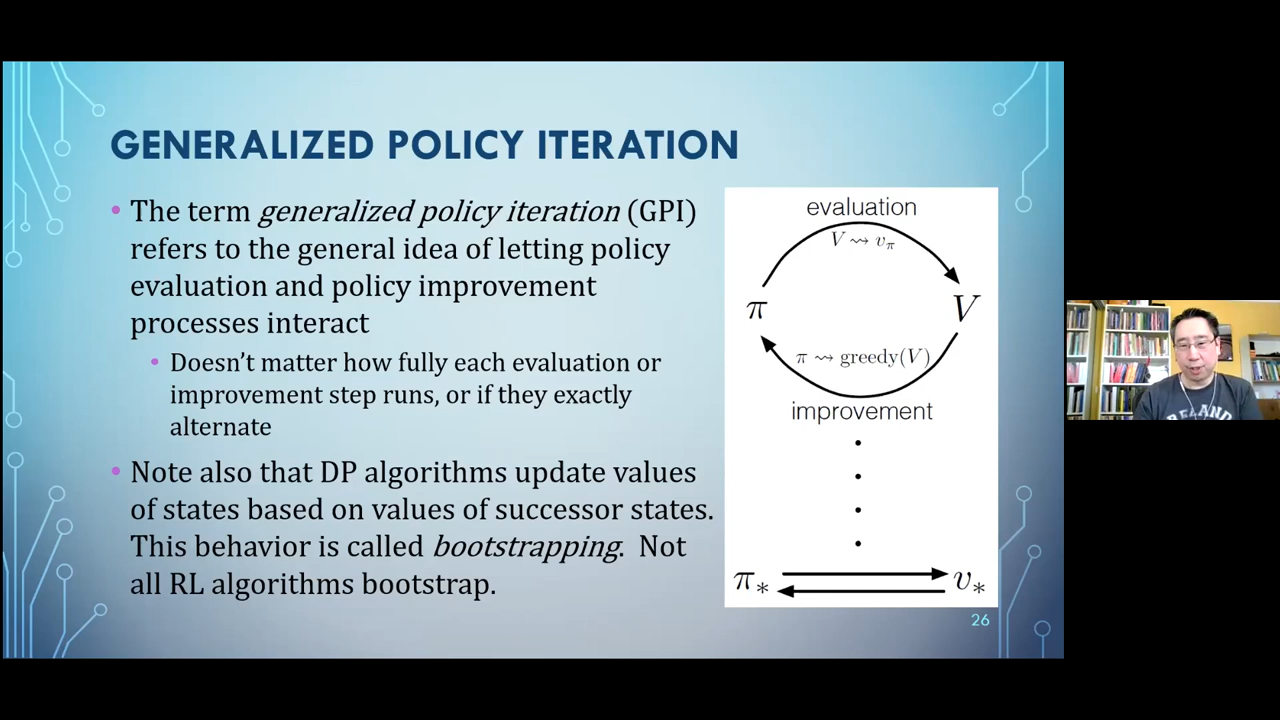 GENERALIZED POLICY ITERATION
• The term generalized policy iteration (GPI)
refers to the general idea of letting policy
evaluation and policy improvement
processes interact
• Doesn't matter how fully each evaluation or
improvement step runs, or if they exactly
alternate
• Note also that DP algorithms update values
of states based on values of successor states.
This behavior is called bootstrapping. Not
all RL algorithms bootstrap.
evaluation
V ⇝ v_π
π V
π ⇝ greedy(V)
improvement
π_* v_*
26